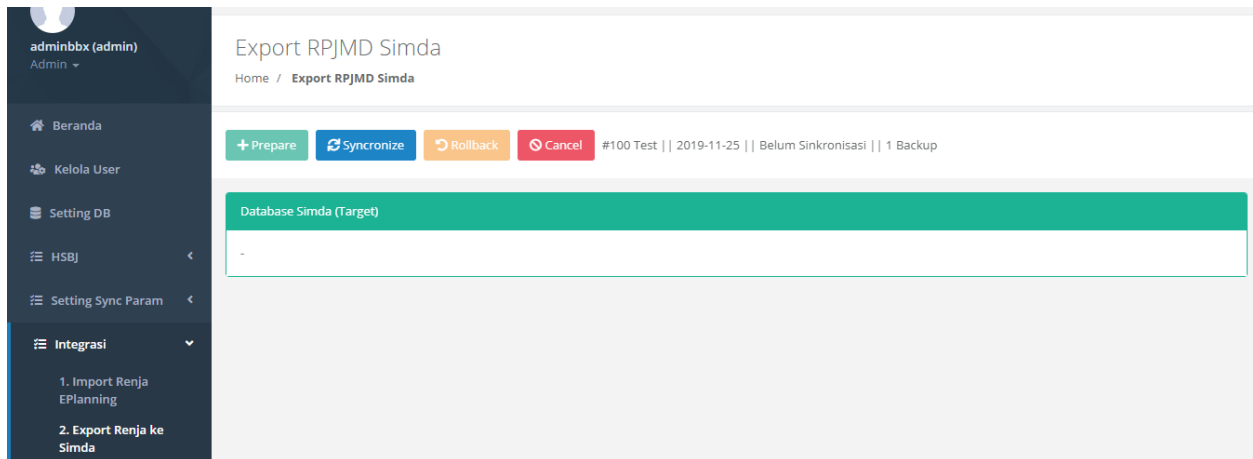 adminbbx (admin)
Admin
Export RPJMD Simda
Home / Export RPJMD Simda
Beranda
Kelola User
Setting DB
HSBJ
Setting Sync Param
Integrasi
1. Import Renja
EPlanning
2. Export Renja ke
Simda
Prepare Syncronize Rollback Cancel #100 Test || 2019-11-25 || Belum Sinkronisasi || 1 Backup
Database Simda (Target)
-